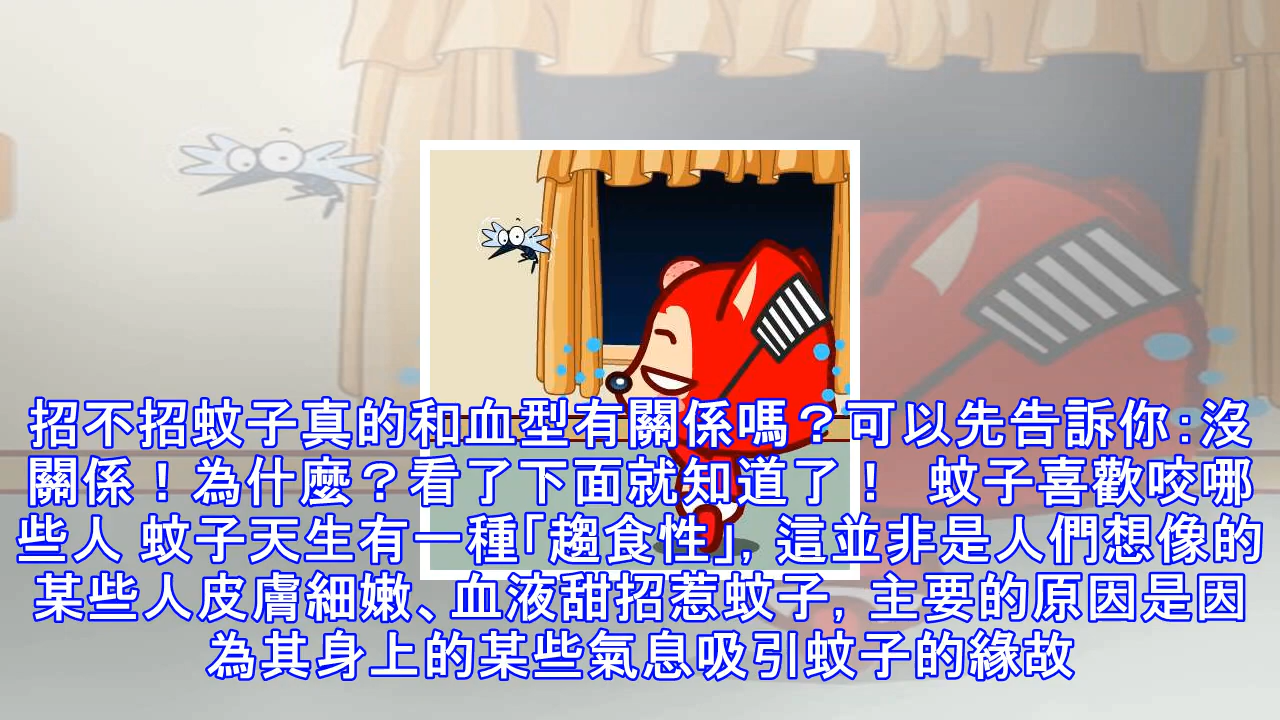 招不招蚊子真的和血型有關係嗎？可以先告訴你：沒
關係！為什麼？看了下面就知道了！ 蚊子喜歡咬哪
些人 蚊子天生有一種「趨食性」，這並非是人們想像的
某些人皮膚細嫩、血液甜招惹蚊子，主要的原因是因
為其身上的某些氣息吸引蚊子的緣故